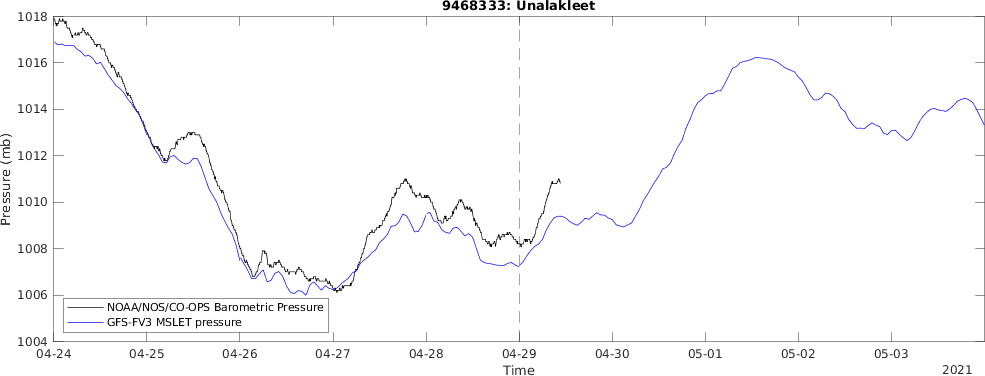 9468333: Unalakleet
1018
1016
1014
1012
1010
1008
1006
1004
Pressure (mb)
NOAA/NOS/CO-OPS Barometric Pressure
GFS-FV3 MSLET pressure
04-24 04-25 04-26 04-27 04-28 04-29 04-30 05-01 05-02 05-03
Time
2021